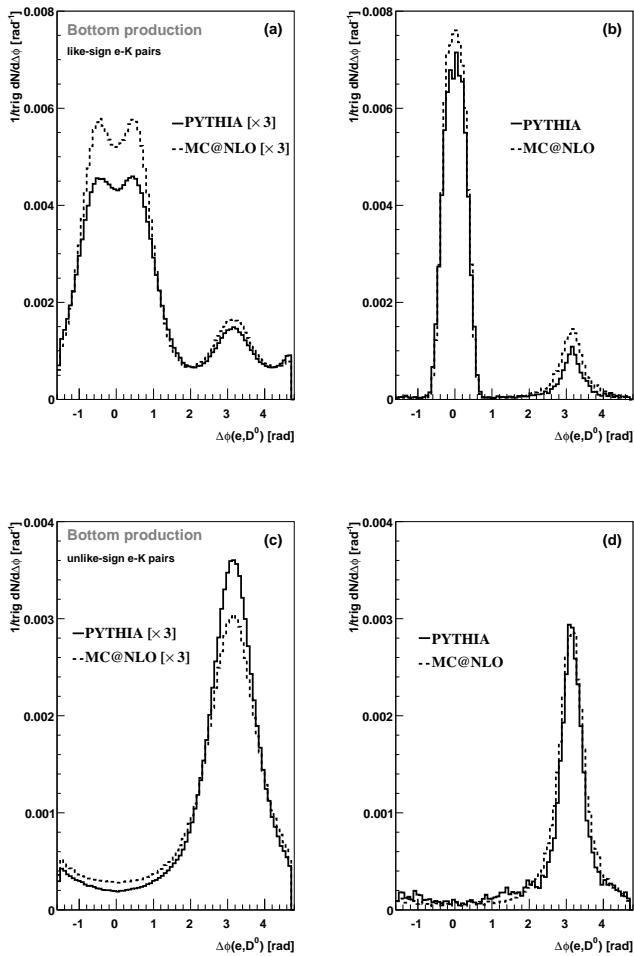 1/trig dN/dΔϕ [rad⁻¹]
0.008
0.006
0.004
0.002
0
Bottom production
like-sign e-K pairs
(a)
PYTHIA [× 3]
MC@NLO [× 3]
-1 0 1 2 3 4
Δϕ(e,D⁰) [rad]
1/trig dN/dΔϕ [rad⁻¹]
0.008
0.006
0.004
0.002
0
(b)
PYTHIA
MC@NLO
-1 0 1 2 3 4
Δϕ(e,D⁰) [rad]
1/trig dN/dΔϕ [rad⁻¹]
0.004
0.003
0.002
0.001
0
Bottom production
unlike-sign e-K pairs
(c)
PYTHIA [× 3]
MC@NLO [× 3]
-1 0 1 2 3 4
Δϕ(e,D⁰) [rad]
1/trig dN/dΔϕ [rad⁻¹]
0.004
0.003
0.002
0.001
0
(d)
PYTHIA
MC@NLO
-1 0 1 2 3 4
Δϕ(e,D⁰) [rad]